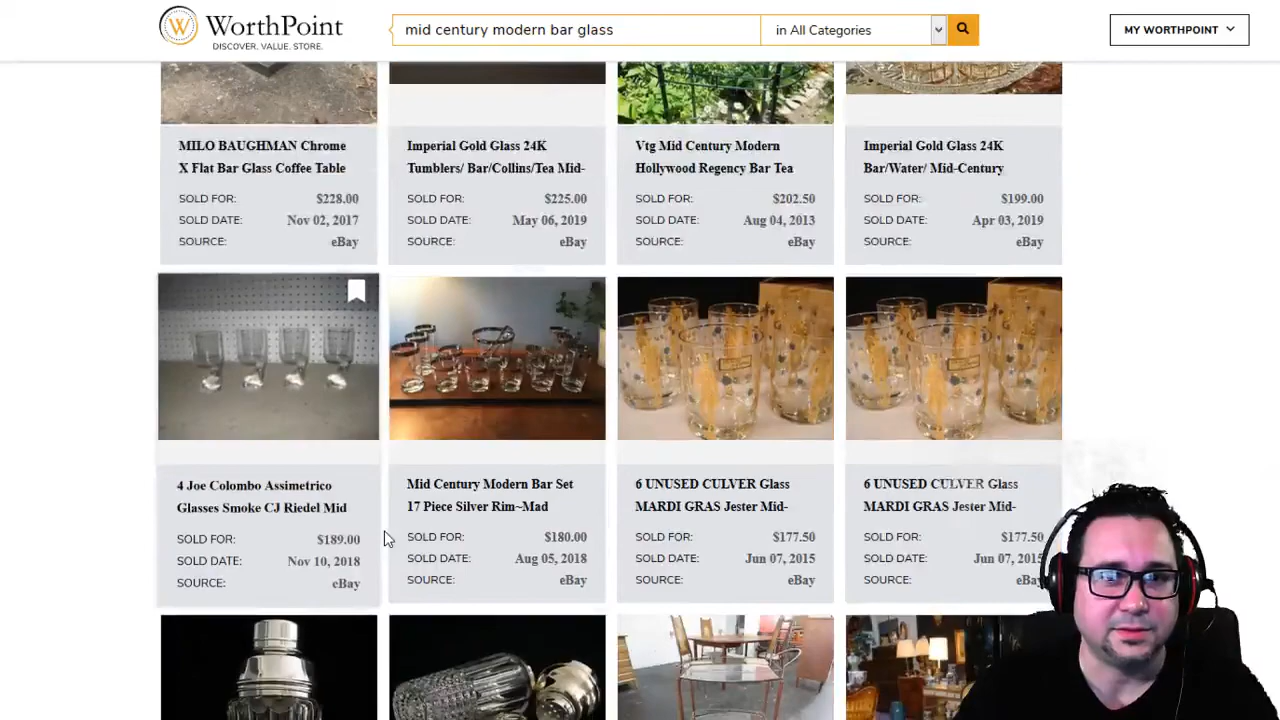 W
WorthPoint
DISCOVER. VALUE. STORE.
mid century modern bar glass
in All Categories
MY WORTHPOINT
MILO BAUGHMAN Chrome
X Flat Bar Glass Coffee Table
SOLD FOR: $228.00
SOLD DATE: Nov 02, 2017
SOURCE: eBay
Imperial Gold Glass 24K
Tumblers/ Bar/Collins/Tea Mid-
SOLD FOR: $225.00
SOLD DATE: May 06, 2019
SOURCE: eBay
Vtg Mid Century Modern
Hollywood Regency Bar Tea
SOLD FOR: $202.50
SOLD DATE: Aug 04, 2013
SOURCE: eBay
Imperial Gold Glass 24K
Bar/Water/ Mid-Century
SOLD FOR: $199.00
SOLD DATE: Apr 03, 2019
SOURCE: eBay
4 Joe Colombo Assimetrico
Glasses Smoke CJ Riedel Mid
SOLD FOR: $189.00
SOLD DATE: Nov 10, 2018
SOURCE: eBay
Mid Century Modern Bar Set
17 Piece Silver Rim~Mad
SOLD FOR: $180.00
SOLD DATE: Aug 05, 2018
SOURCE: eBay
6 UNUSED CULVER Glass
MARDI GRAS Jester Mid-
SOLD FOR: $177.50
SOLD DATE: Jun 07, 2015
SOURCE: eBay
6 UNUSED CULVER Glass
MARDI GRAS Jester Mid-
SOLD FOR: $177.50
SOLD DATE: Jun 07, 2015
SOURCE: eBay